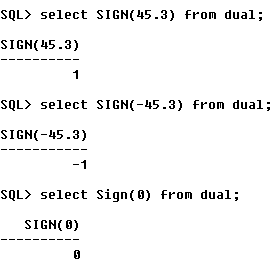 SQL> select SIGN(45.3) from dual;
SIGN(45.3)
----------
1
SQL> select SIGN(-45.3) from dual;
SIGN(-45.3)
-----------
-1
SQL> select Sign(0) from dual;
SIGN(0)
----------
0